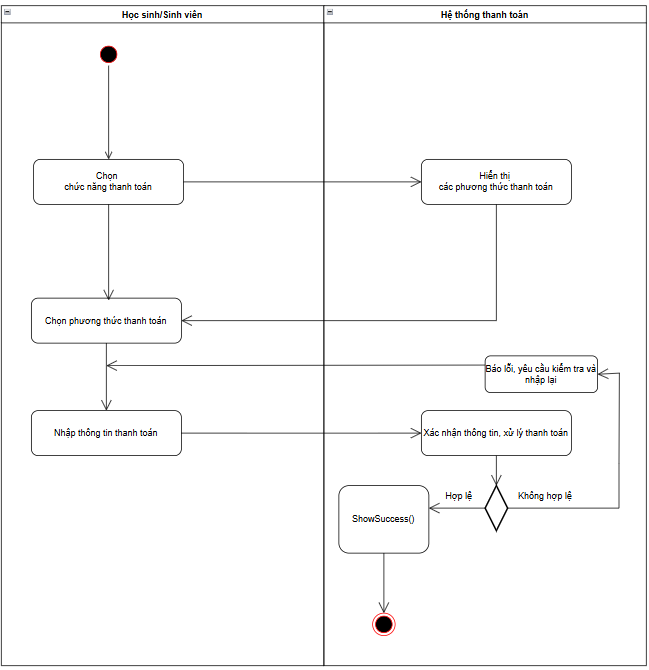 Học sinh/Sinh viên
Hệ thống thanh toán
Chọn
chức năng thanh toán
Hiển thị
các phương thức thanh toán
Chọn phương thức thanh toán
Báo lỗi, yêu cầu kiểm tra và
nhập lại
Nhập thông tin thanh toán
Xác nhận thông tin, xử lý thanh toán
Hợp lệ
Không hợp lệ
ShowSuccess()